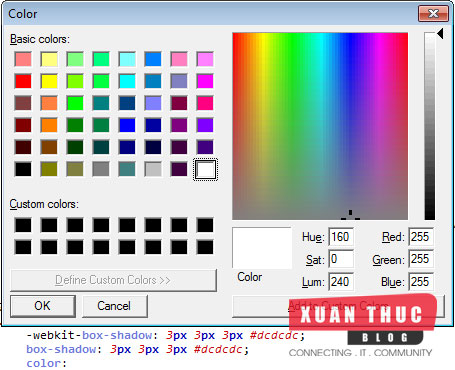 Color
Basic colors:
Custom colors:
Define Custom Colors >>
OK
Cancel
Color
Hue: 160
Sat: 0
Lum: 240
Red: 255
Green: 255
Blue: 255
Add to Custom Colors
XUAN THUC
BLOG
CONNECTING . IT . COMMUNITY
-webkit-box-shadow: 3px 3px 3px #dcdcdc;
box-shadow: 3px 3px 3px #dcdcdc;
color: